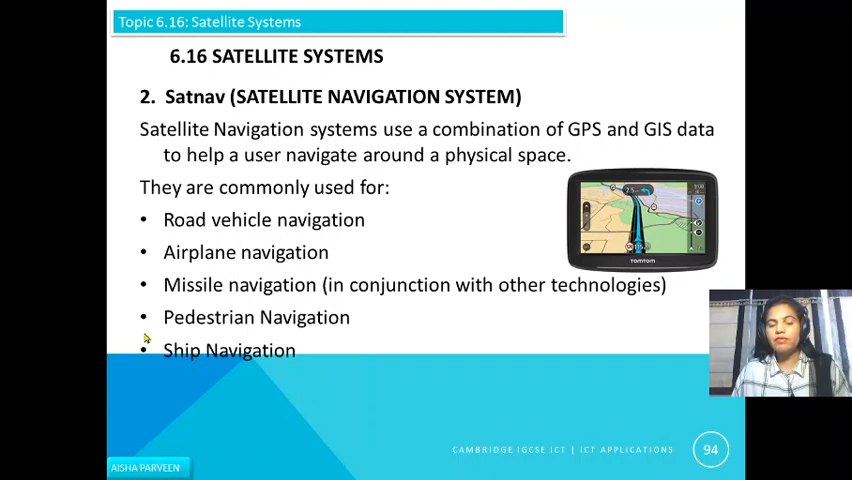 Topic 6.16: Satellite Systems
6.16 SATELLITE SYSTEMS
2. Satnav (SATELLITE NAVIGATION SYSTEM)
Satellite Navigation systems use a combination of GPS and GIS data
to help a user navigate around a physical space.
They are commonly used for:
• Road vehicle navigation
• Airplane navigation
• Missile navigation (in conjunction with other technologies)
• Pedestrian Navigation
• Ship Navigation
TOMTOM
CAMBRIDGE IGCSE ICT | ICT APPLICATIONS
94
AISHA PARVEEN